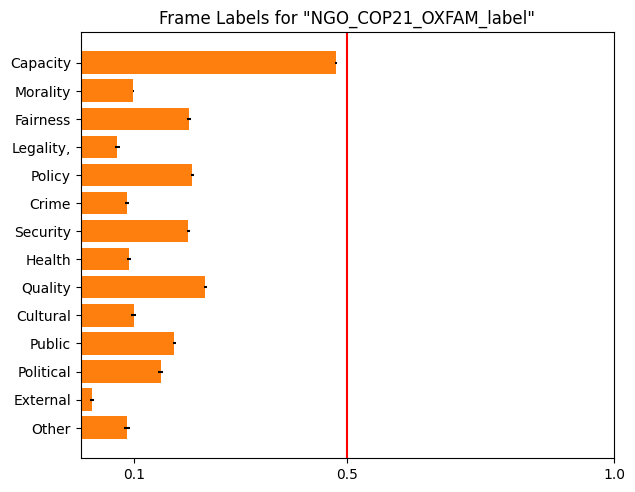 Frame Labels for "NGO_COP21_OXFAM_label"
Capacity
Morality
Fairness
Legality,
Policy
Crime
Security
Health
Quality
Cultural
Public
Political
External
Other
0.1 0.5 1.0